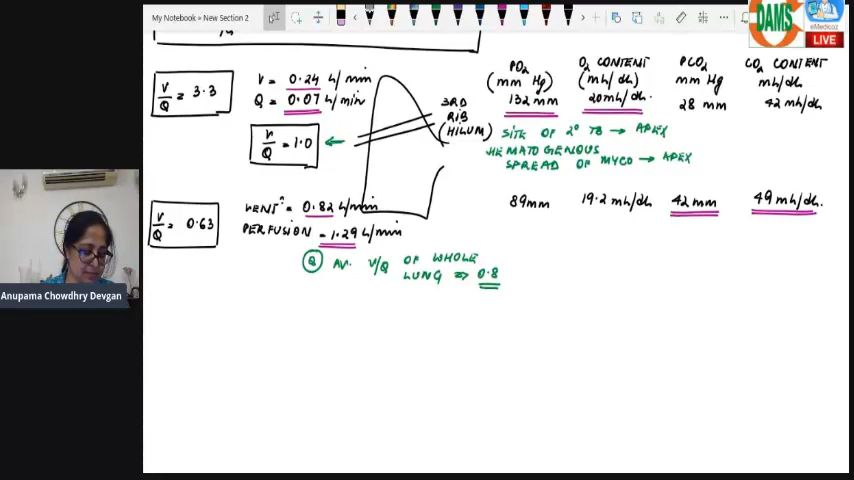 My Notebook > New Section 2
DAMS
eMedicoz
LIVE
PO2 O2 CONTENT PCO2 CO2 CONTENT
(mm Hg) (ml/dl) mm Hg ml/dl
V/Q = 3.3
V = 0.24 l/min
Q = 0.07 l/min
132 mm 20 ml/dl. 28 mm 42 ml/dl
3RD
RIB
(HILUM)
V/Q = 1.0
SITE OF 2° TB → APEX
HEMATOGENOUS
SPREAD OF MYCO → APEX
V/Q = 0.63
VENTn = 0.82 l/min
PERFUSION = 1.29 l/min
89mm 19.2 ml/dl 42 mm 49 ml/dl.
Q AV. V/Q OF WHOLE
LUNG => 0.8
Anupama Chowdhry Devgan